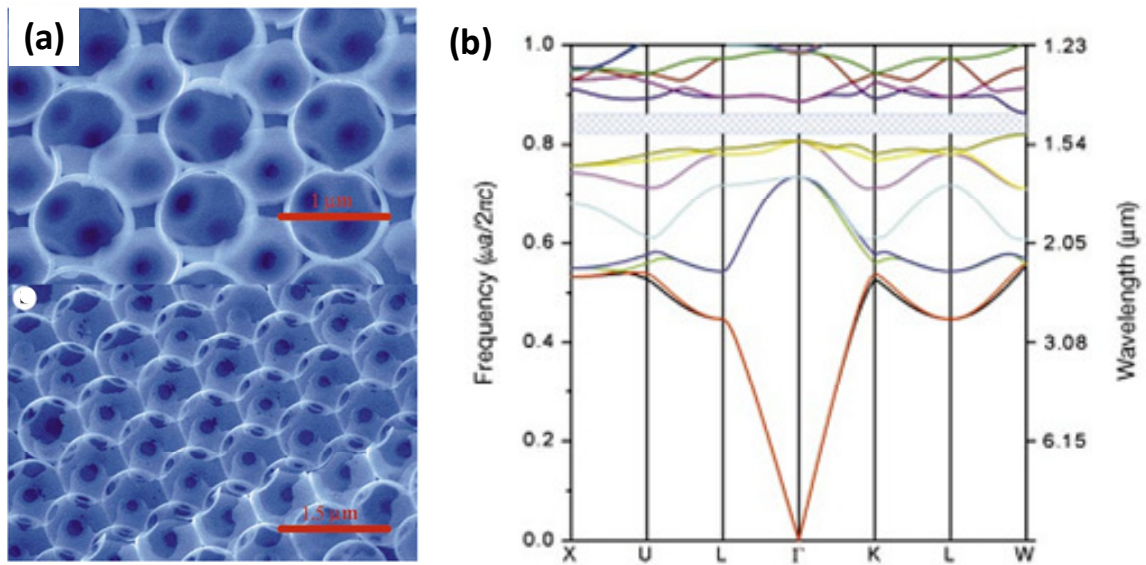 (a)
1 μm
1.5 μm
(b)
Frequency (ωa/2πc)
1.0
0.8
0.6
0.4
0.2
0.0
X U L Γ K L W
1.23
1.54
2.05
3.08
6.15
Wavelength (μm)